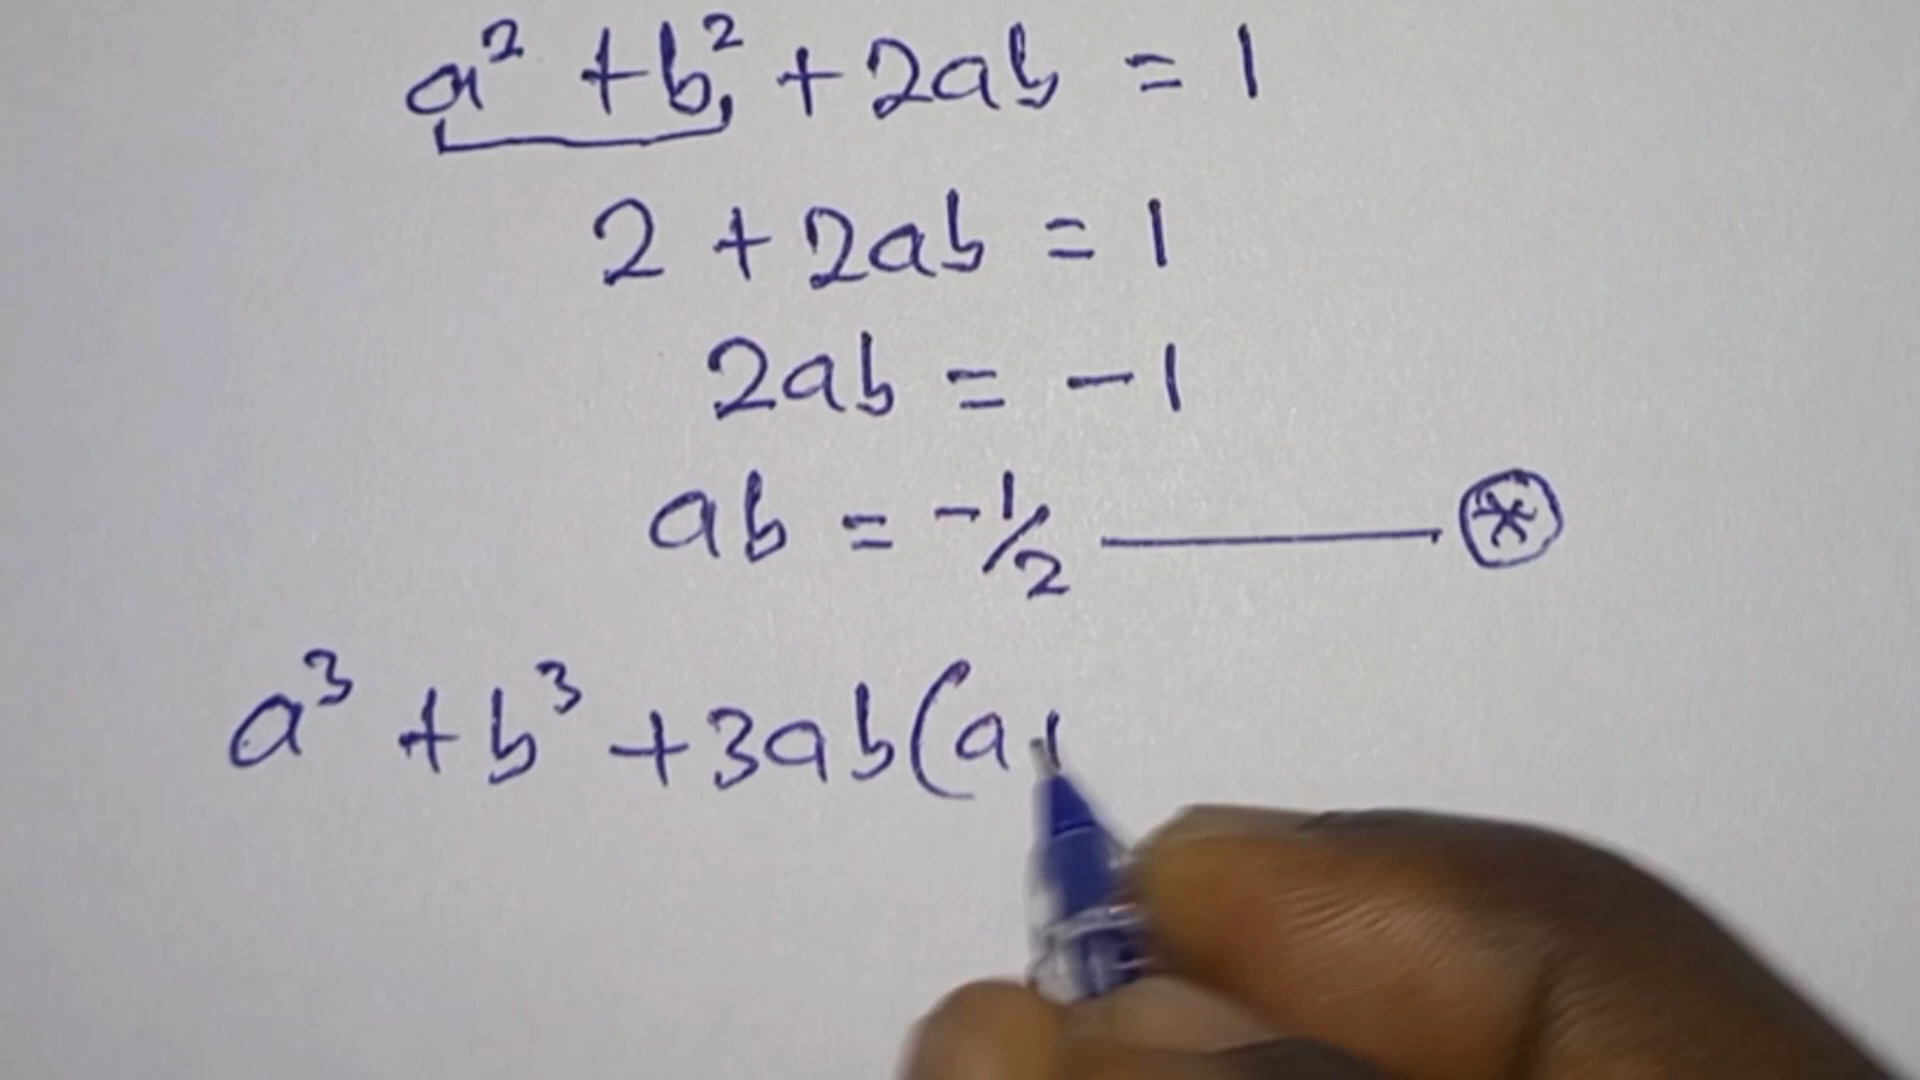 a² + b² + 2ab = 1
2 + 2ab = 1
2ab = -1
ab = -1/2 ——— ⊛
a³ + b³ + 3ab(a